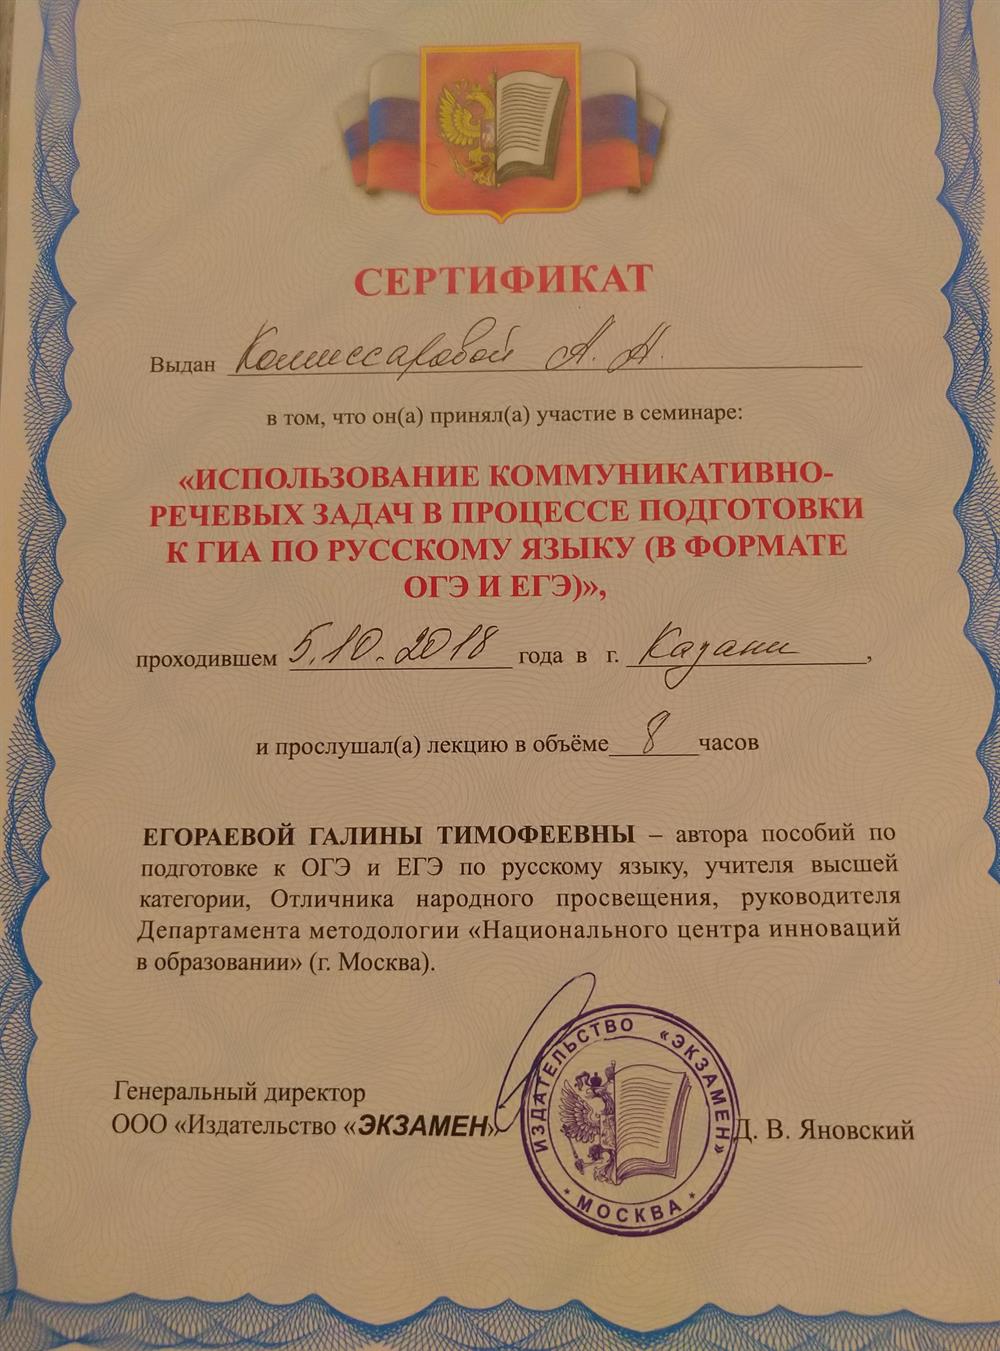 СЕРТИФИКАТ
Выдан Комиссаровой А. Н.
в том, что он(а) принял(а) участие в семинаре:
«ИСПОЛЬЗОВАНИЕ КОММУНИКАТИВНО-
РЕЧЕВЫХ ЗАДАЧ В ПРОЦЕССЕ ПОДГОТОВКИ
К ГИА ПО РУССКОМУ ЯЗЫКУ (В ФОРМАТЕ
ОГЭ И ЕГЭ)»,
проходившем 5.10.2018 года в г. Казани,
и прослушал(а) лекцию в объёме 8 часов
ЕГОРАЕВОЙ ГАЛИНЫ ТИМОФЕЕВНЫ – автора пособий по
подготовке к ОГЭ и ЕГЭ по русскому языку, учителя высшей
категории, Отличника народного просвещения, руководителя
Департамента методологии «Национального центра инноваций
в образовании» (г. Москва).
Генеральный директор
ООО «Издательство «ЭКЗАМЕН» Д. В. Яновский
ИЗДАТЕЛЬСТВО «ЭКЗАМЕН»
* МОСКВА *